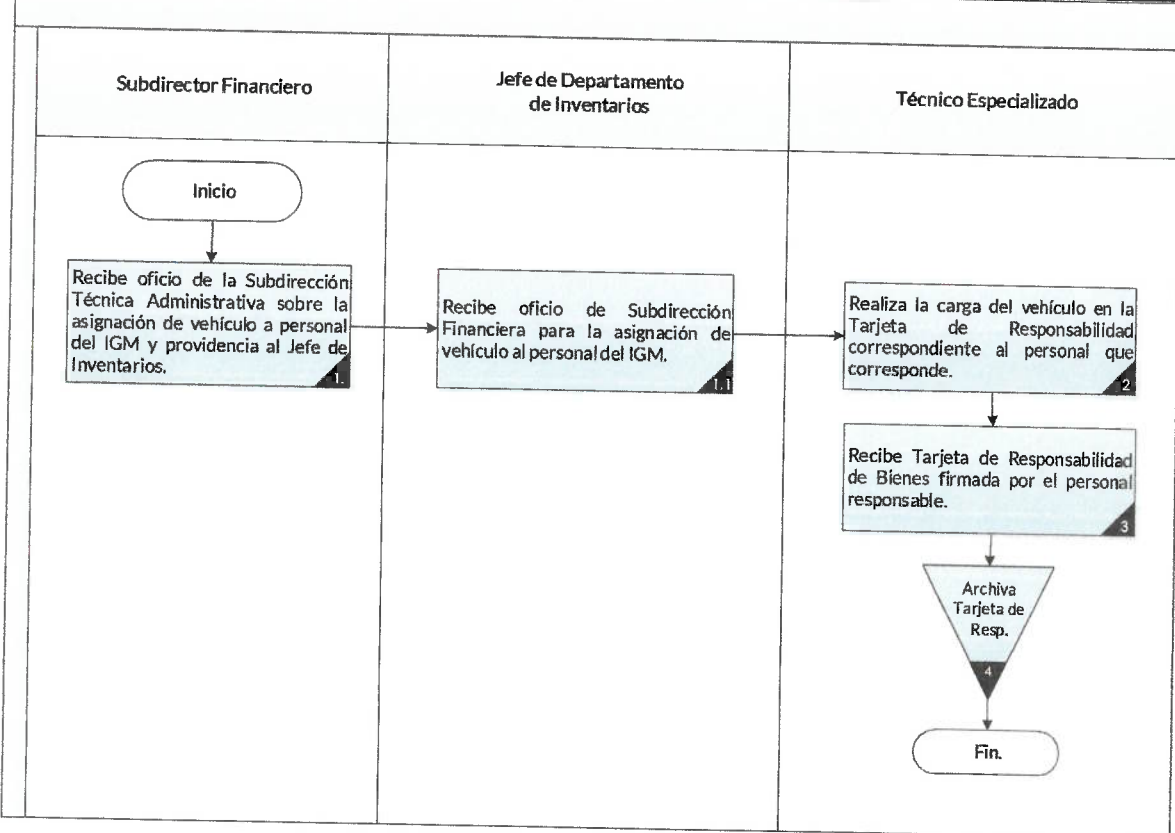 Subdirector Financiero
Jefe de Departamento
de Inventarios
Técnico Especializado
Inicio
Recibe oficio de la Subdirección
Técnica Administrativa sobre la
asignación de vehículo a personal
del IGM y providencia al Jefe de
Inventarios.
1.
Recibe oficio de Subdirección
Financiera para la asignación de
vehículo al personal del IGM.
1.1
Realiza la carga del vehículo en la
Tarjeta de Responsabilidad
correspondiente al personal que
corresponde.
2
Recibe Tarjeta de Responsabilidad
de Bienes firmada por el personal
responsable.
3
Archiva
Tarjeta de
Resp.
4
Fin.